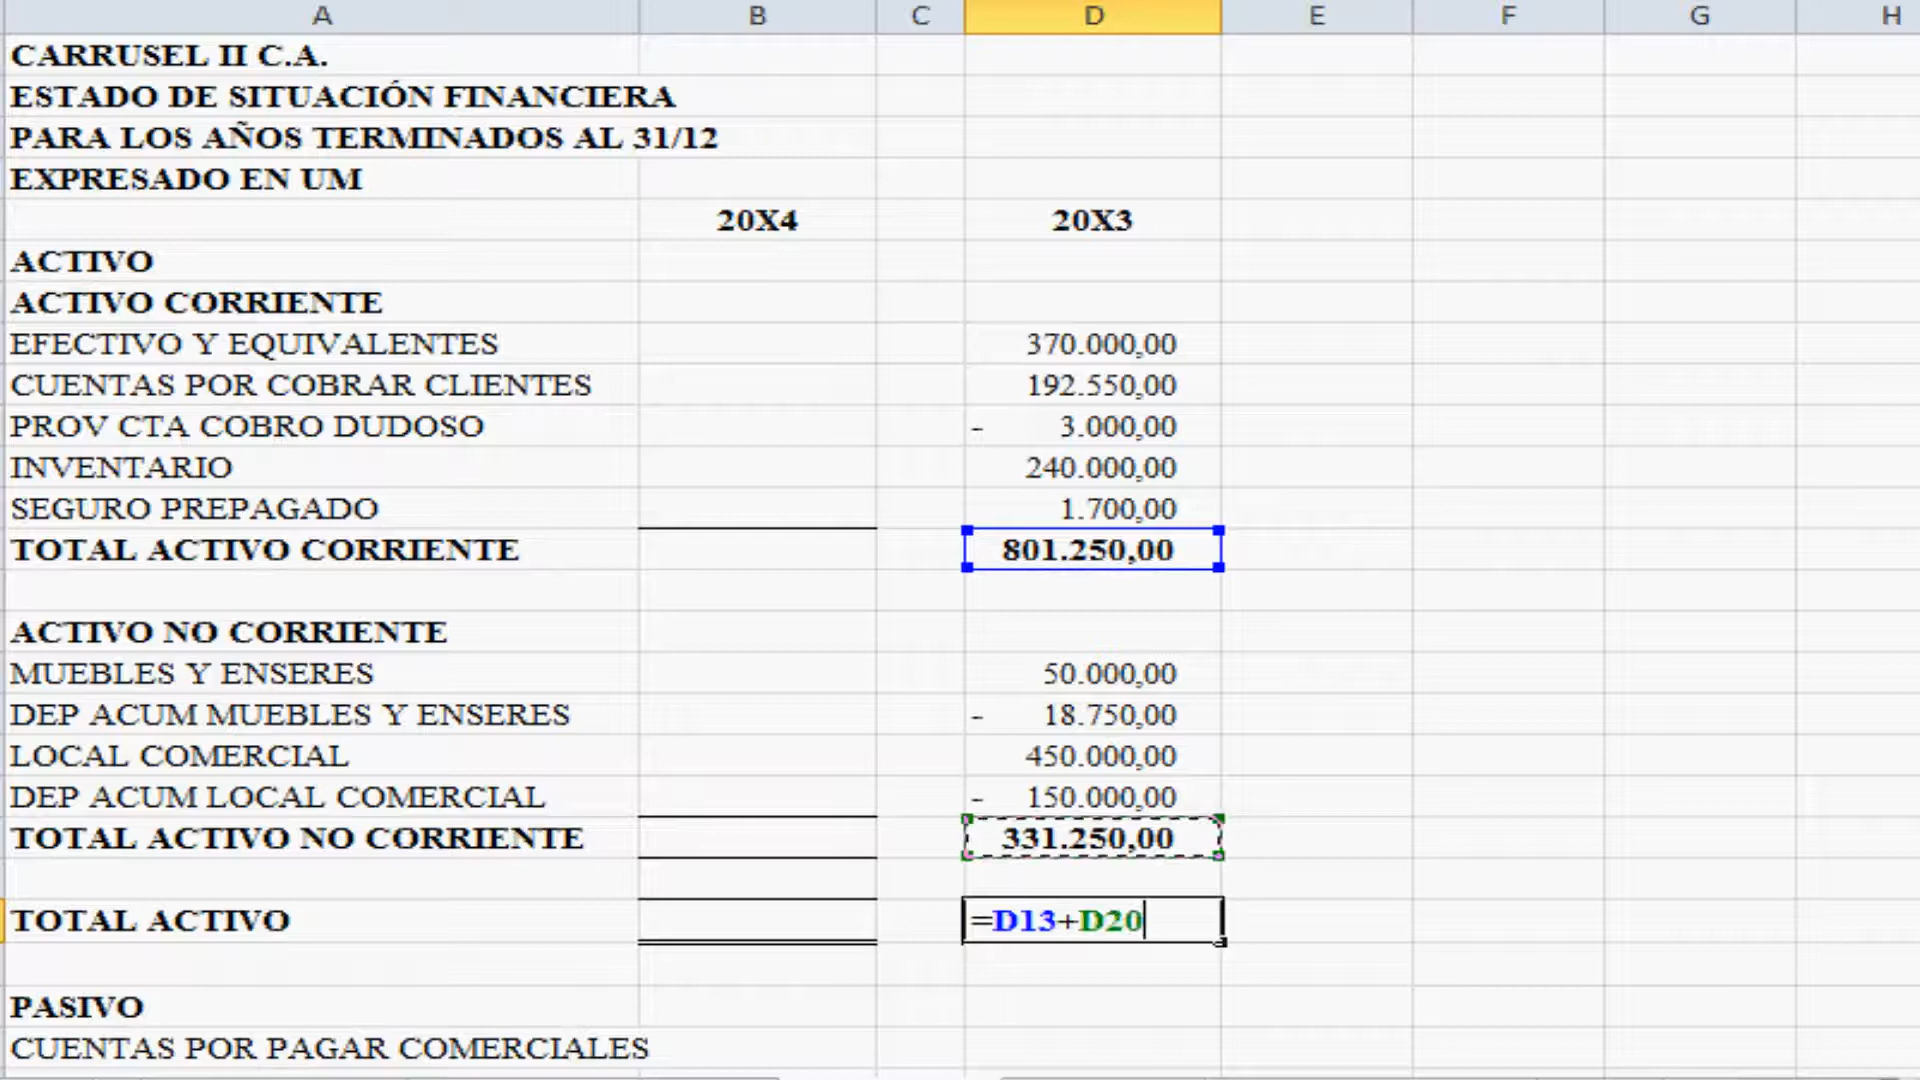 A B C D E F G H
CARRUSEL II C.A.
ESTADO DE SITUACIÓN FINANCIERA
PARA LOS AÑOS TERMINADOS AL 31/12
EXPRESADO EN UM
20X4 20X3
ACTIVO
ACTIVO CORRIENTE
EFECTIVO Y EQUIVALENTES 370.000,00
CUENTAS POR COBRAR CLIENTES 192.550,00
PROV CTA COBRO DUDOSO - 3.000,00
INVENTARIO 240.000,00
SEGURO PREPAGADO 1.700,00
TOTAL ACTIVO CORRIENTE 801.250,00
ACTIVO NO CORRIENTE
MUEBLES Y ENSERES 50.000,00
DEP ACUM MUEBLES Y ENSERES - 18.750,00
LOCAL COMERCIAL 450.000,00
DEP ACUM LOCAL COMERCIAL - 150.000,00
TOTAL ACTIVO NO CORRIENTE 331.250,00
TOTAL ACTIVO =D13+D20
PASIVO
CUENTAS POR PAGAR COMERCIALES